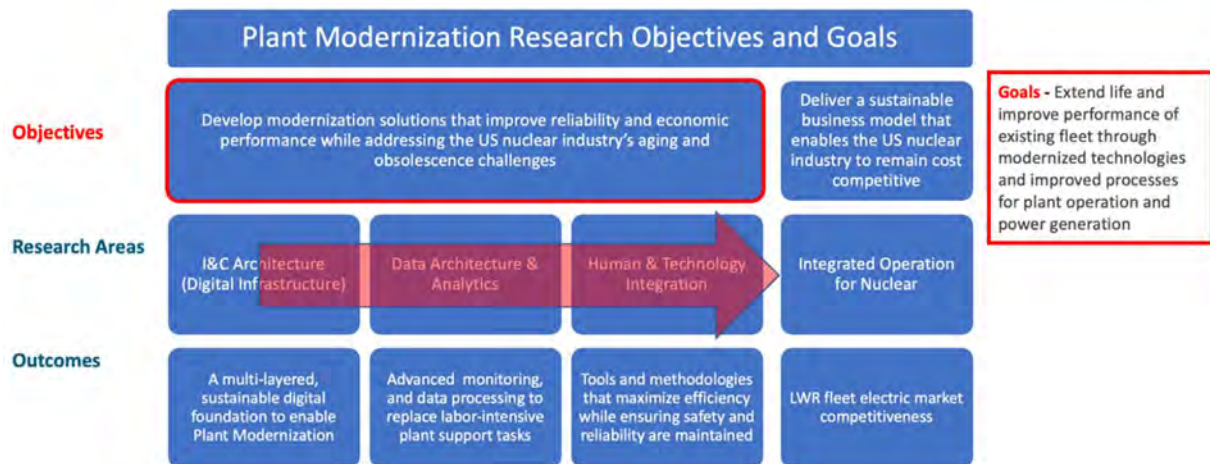 Plant Modernization Research Objectives and Goals
Objectives
Develop modernization solutions that improve reliability and economic
performance while addressing the US nuclear industry's aging and
obsolescence challenges
Deliver a sustainable
business model that
enables the US nuclear
industry to remain cost
competitive
Goals - Extend life and
improve performance of
existing fleet through
modernized technologies
and improved processes
for plant operation and
power generation
Research Areas
I&C Architecture
(Digital Infrastructure)
Data Architecture &
Analytics
Human & Technology
Integration
Integrated Operation
for Nuclear
Outcomes
A multi-layered,
sustainable digital
foundation to enable
Plant Modernization
Advanced monitoring,
and data processing to
replace labor-intensive
plant support tasks
Tools and methodologies
that maximize efficiency
while ensuring safety and
reliability are maintained
LWR fleet electric market
competitiveness